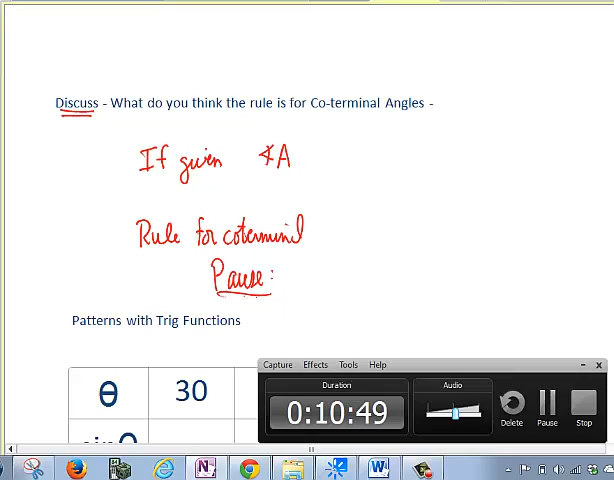 Discuss - What do you think the rule is for Co-terminal Angles -
If given ∡A
Rule for coterminal
Pause:
Patterns with Trig Functions
θ 30
sinθ
Capture Effects Tools Help
Duration Audio
0:10:49
Delete Pause Stop